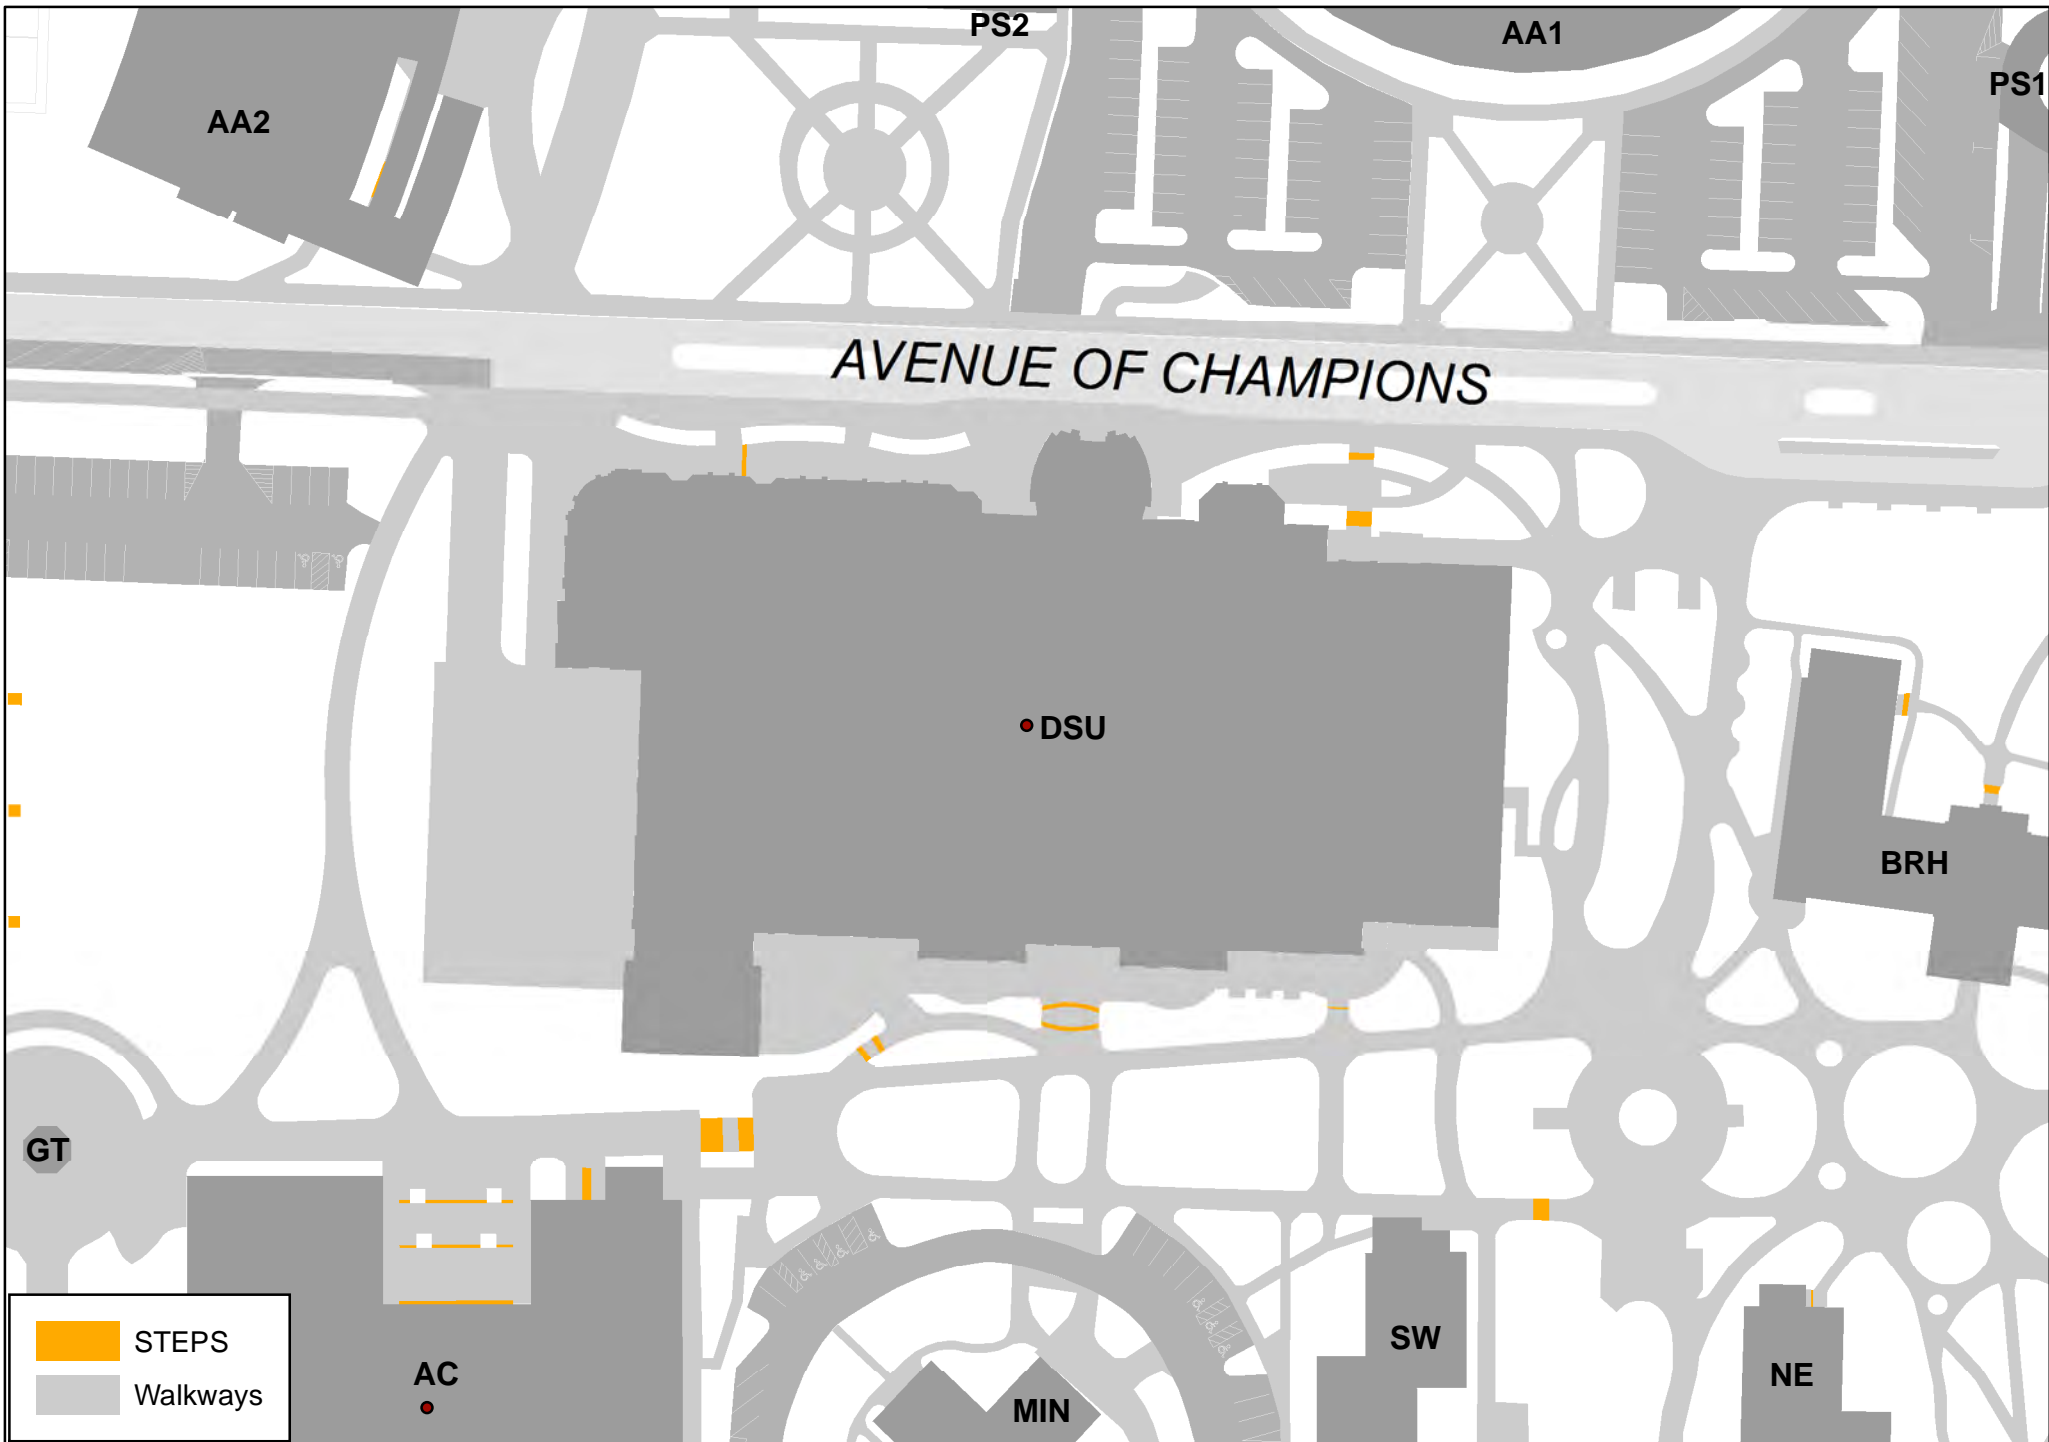 PS2
AA1
PS1
AA2
AVENUE OF CHAMPIONS
DSU
BRH
GT
STEPS
Walkways
AC
MIN
SW
NE